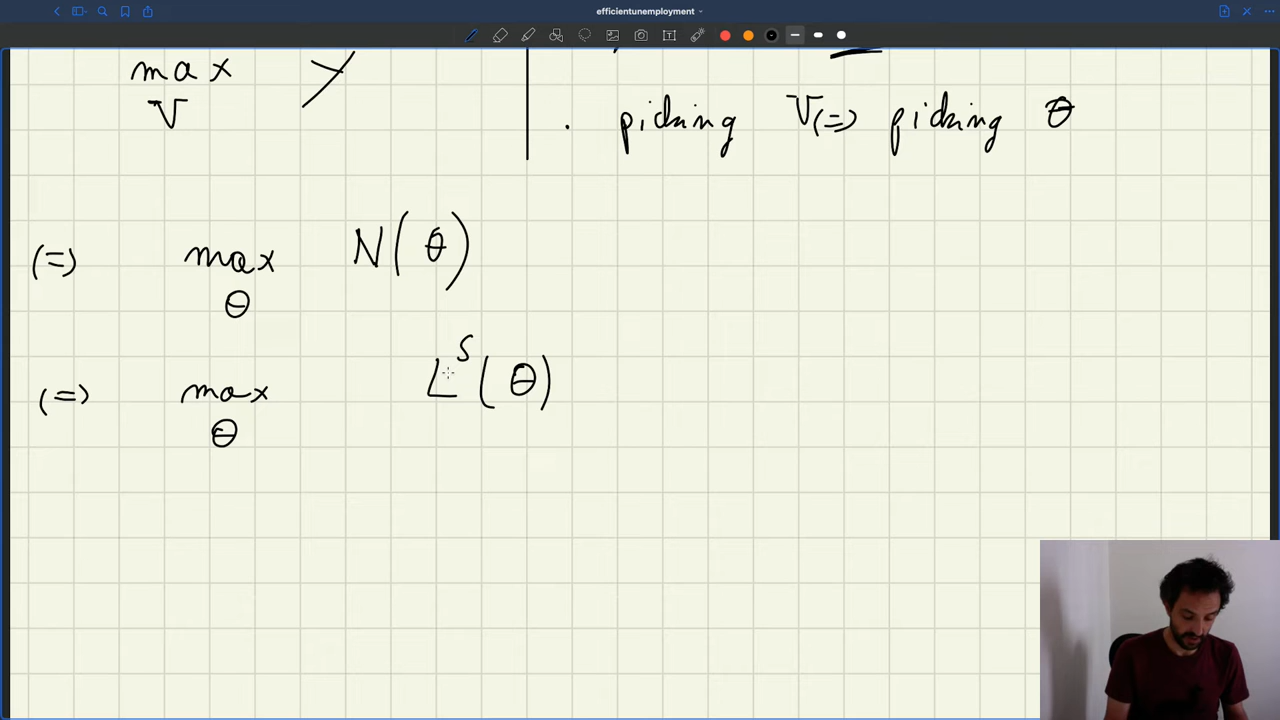 efficientunemployment
max y
V
. picking V (=) picking θ
(=) max N(θ)
θ
(=) max L^s(θ)
θ